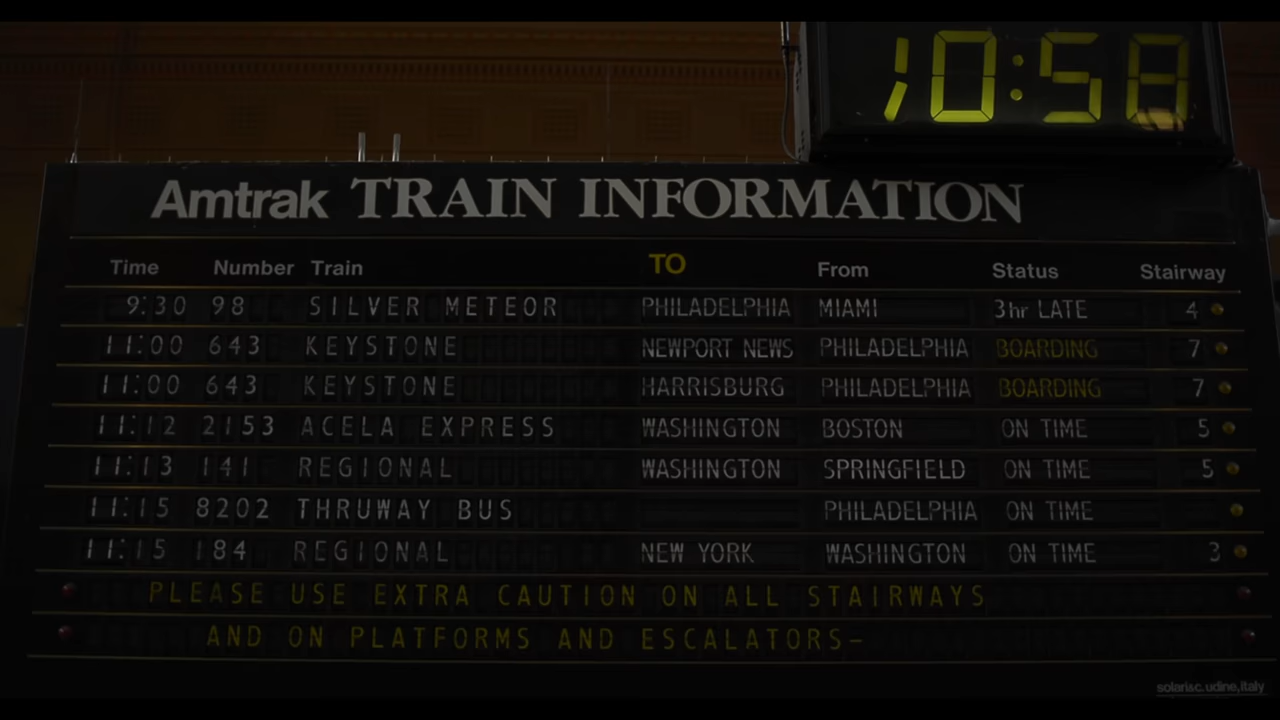 10:58
Amtrak TRAIN INFORMATION
Time Number Train TO From Status Stairway
9:30 98 SILVER METEOR PHILADELPHIA MIAMI 3hr LATE 4
11:00 643 KEYSTONE NEWPORT NEWS PHILADELPHIA BOARDING 7
11:00 643 KEYSTONE HARRISBURG PHILADELPHIA BOARDING 7
11:12 2153 ACELA EXPRESS WASHINGTON BOSTON ON TIME 5
11:13 141 REGIONAL WASHINGTON SPRINGFIELD ON TIME 5
11:15 8202 THRUWAY BUS PHILADELPHIA ON TIME
11:15 184 REGIONAL NEW YORK WASHINGTON ON TIME 3
PLEASE USE EXTRA CAUTION ON ALL STAIRWAYS
AND ON PLATFORMS AND ESCALATORS-
solari&c. udine, italy